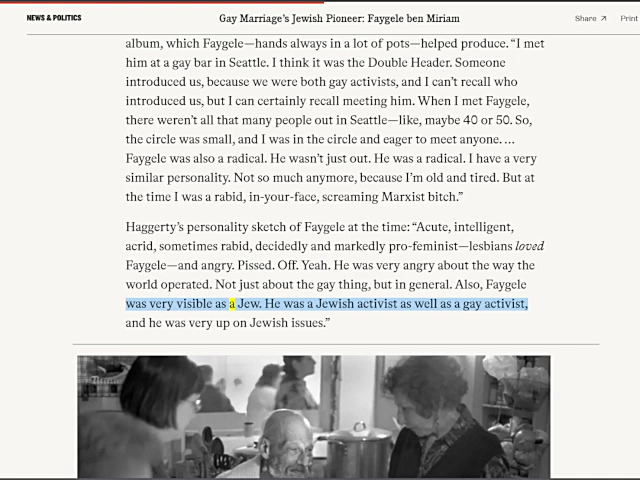 NEWS & POLITICS
Gay Marriage's Jewish Pioneer: Faygele ben Miriam
Share ↗ Print
album, which Faygele—hands always in a lot of pots—helped produce. “I met
him at a gay bar in Seattle. I think it was the Double Header. Someone
introduced us, because we were both gay activists, and I can’t recall who
introduced us, but I can certainly recall meeting him. When I met Faygele,
there weren’t all that many people out in Seattle—like, maybe 40 or 50. So,
the circle was small, and I was in the circle and eager to meet anyone. …
Faygele was also a radical. He wasn’t just out. He was a radical. I have a very
similar personality. Not so much anymore, because I’m old and tired. But at
the time I was a rabid, in-your-face, screaming Marxist bitch.”
Haggerty’s personality sketch of Faygele at the time: “Acute, intelligent,
acrid, sometimes rabid, decidedly and markedly pro-feminist—lesbians loved
Faygele—and angry. Pissed. Off. Yeah. He was very angry about the way the
world operated. Not just about the gay thing, but in general. Also, Faygele
was very visible as a Jew. He was a Jewish activist as well as a gay activist,
and he was very up on Jewish issues.”